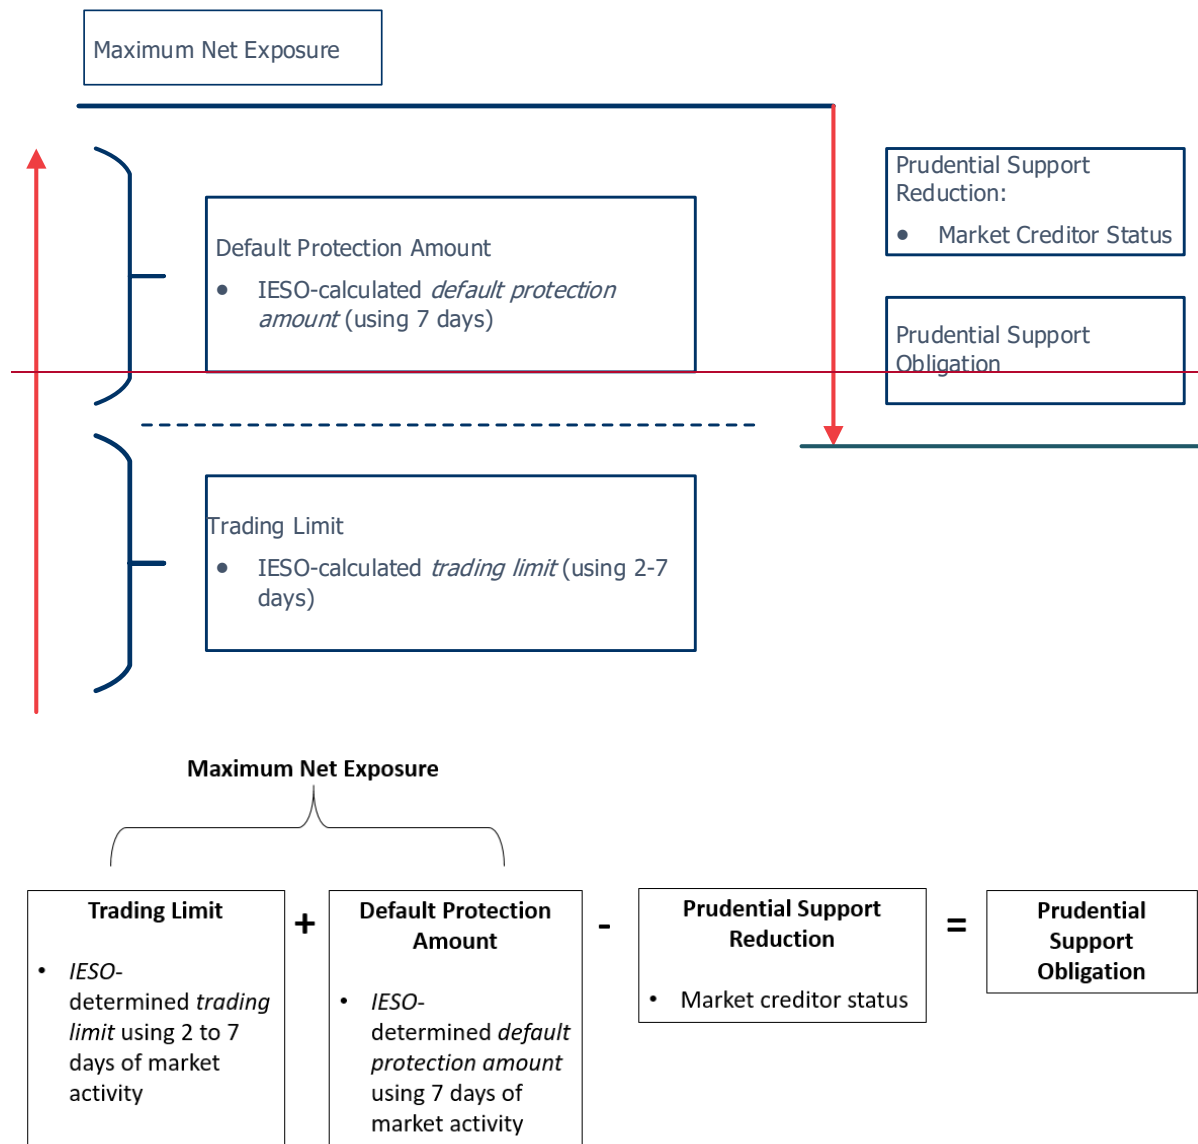 Maximum Net Exposure
Default Protection Amount
● IESO-calculated default protection
amount (using 7 days)
Prudential Support
Reduction:
● Market Creditor Status
Prudential Support
Obligation
Trading Limit
● IESO-calculated trading limit (using 2-7
days)
Maximum Net Exposure
Trading Limit
• IESO-
determined trading
limit using 2 to 7
days of market
activity
+
Default Protection
Amount
• IESO-
determined default
protection amount
using 7 days of
market activity
-
Prudential Support
Reduction
• Market creditor status
=
Prudential
Support
Obligation